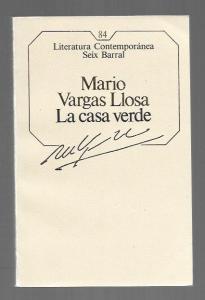 84
Literatura Contemporánea
Seix Barral
Mario
Vargas Llosa
La casa verde